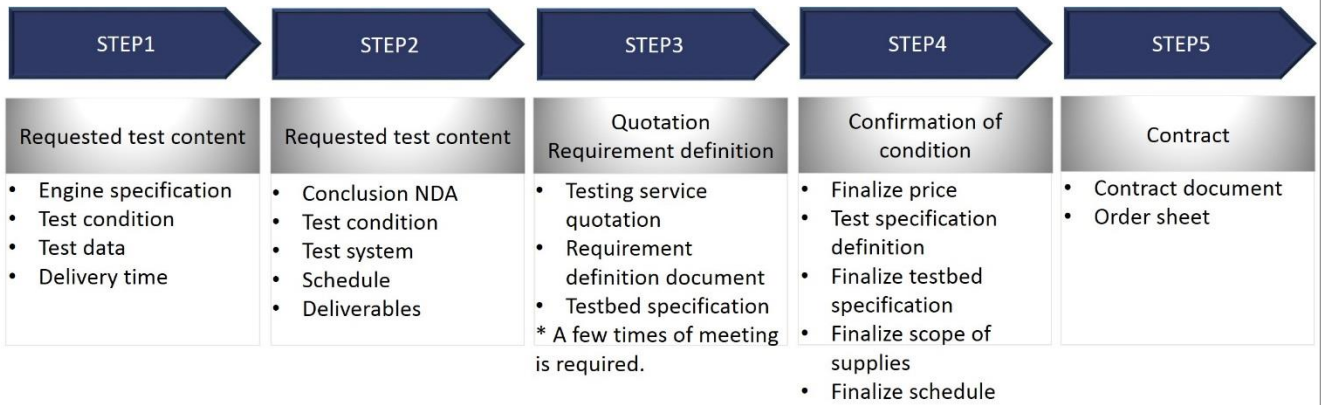 STEP1
Requested test content
• Engine specification
• Test condition
• Test data
• Delivery time
STEP2
Requested test content
• Conclusion NDA
• Test condition
• Test system
• Schedule
• Deliverables
STEP3
Quotation
Requirement definition
• Testing service
quotation
• Requirement
definition document
• Testbed specification
* A few times of meeting
is required.
STEP4
Confirmation of
condition
• Finalize price
• Test specification
definition
• Finalize testbed
specification
• Finalize scope of
supplies
• Finalize schedule
STEP5
Contract
• Contract document
• Order sheet